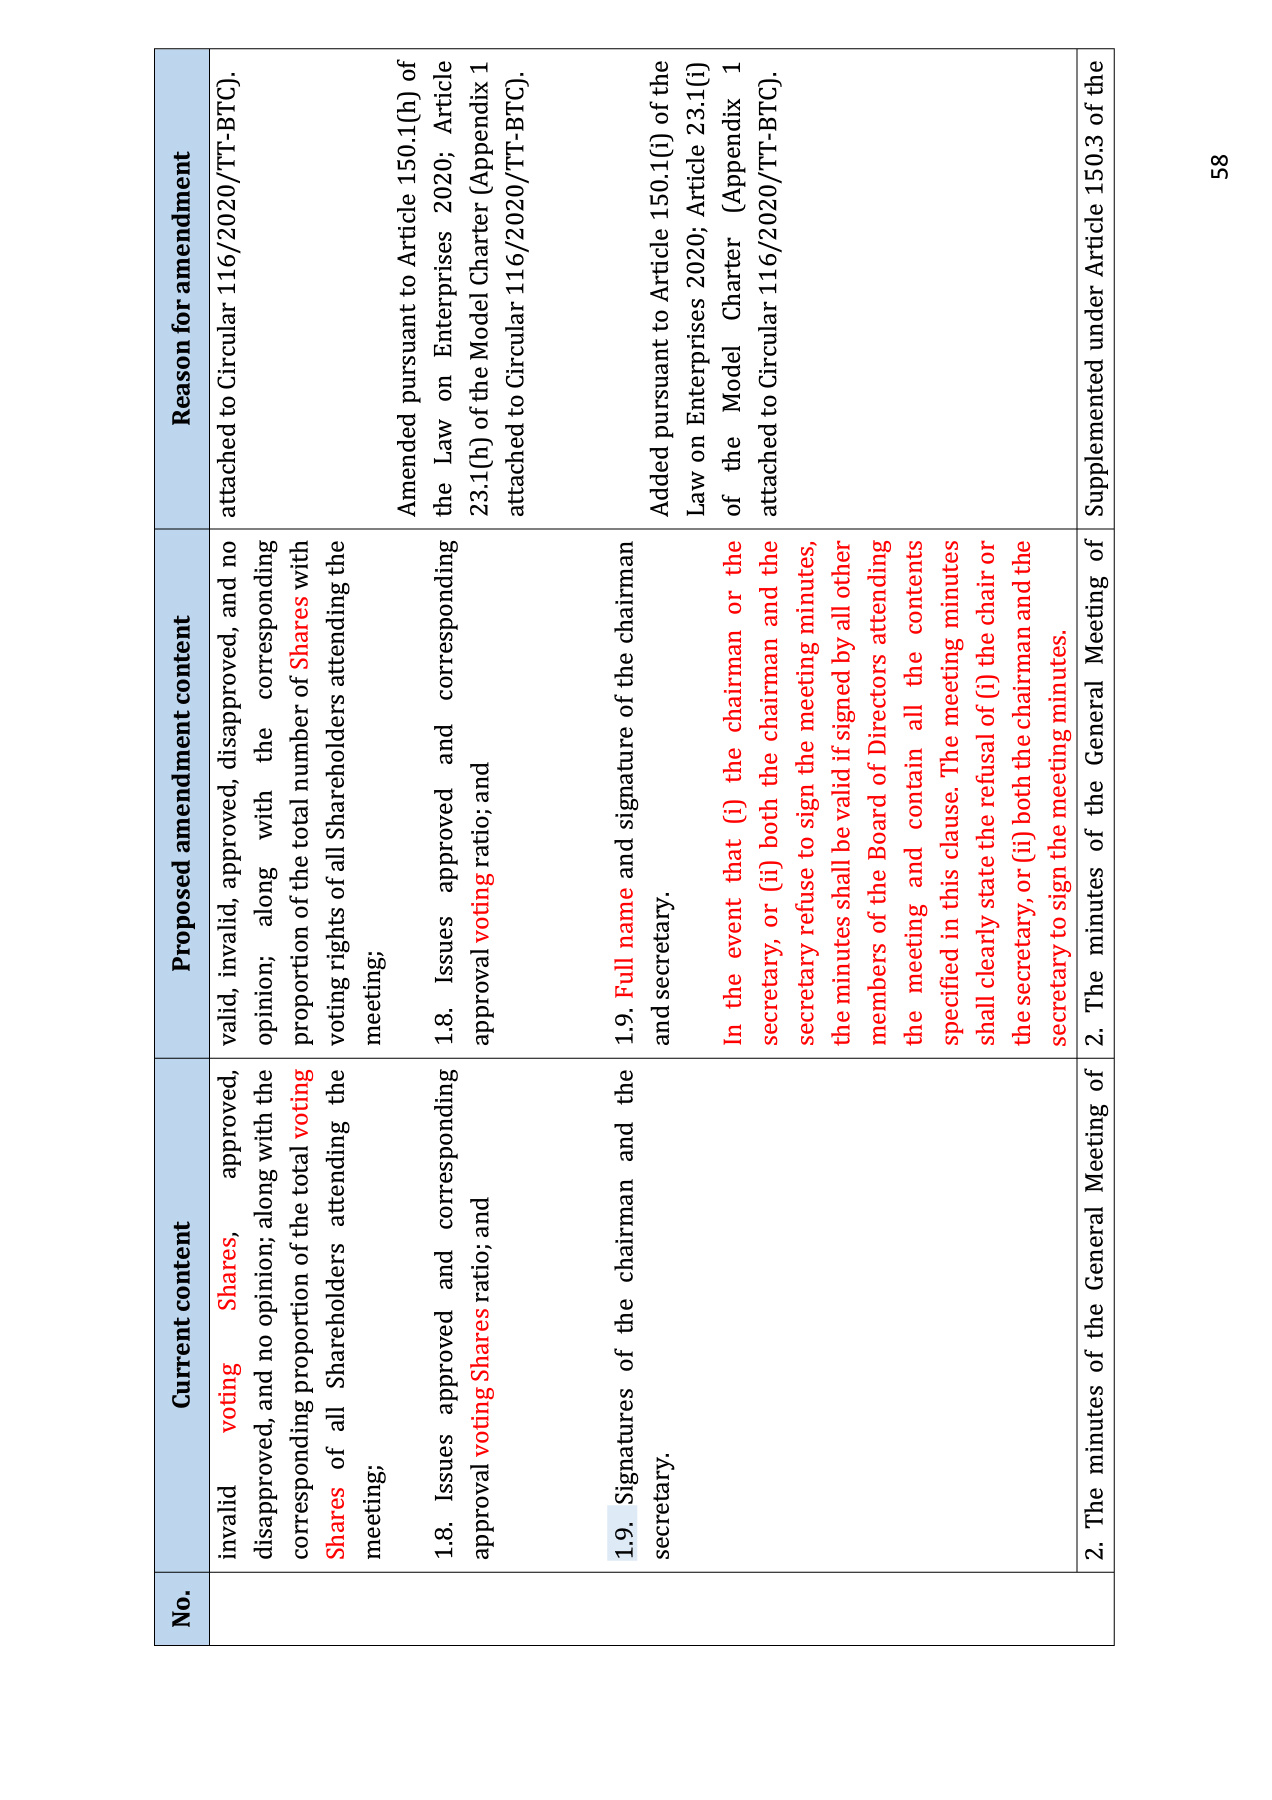 No.
Current content
Proposed amendment content
Reason for amendment
invalid voting Shares, approved,
disapproved, and no opinion; along with the
corresponding proportion of the total voting
Shares of all Shareholders attending the
meeting;
1.8. Issues approved and corresponding
approval voting Shares ratio; and
1.9. Signatures of the chairman and the
secretary.
valid, invalid, approved, disapproved, and no
opinion; along with the corresponding
proportion of the total number of Shares with
voting rights of all Shareholders attending the
meeting;
1.8. Issues approved and corresponding
approval voting ratio; and
1.9. Full name and signature of the chairman
and secretary.
In the event that (i) the chairman or the
secretary, or (ii) both the chairman and the
secretary refuse to sign the meeting minutes,
the minutes shall be valid if signed by all other
members of the Board of Directors attending
the meeting and contain all the contents
specified in this clause. The meeting minutes
shall clearly state the refusal of (i) the chair or
the secretary, or (ii) both the chairman and the
secretary to sign the meeting minutes.
attached to Circular 116/2020/TT-BTC).
Amended pursuant to Article 150.1(h) of
the Law on Enterprises 2020; Article
23.1(h) of the Model Charter (Appendix 1
attached to Circular 116/2020/TT-BTC).
Added pursuant to Article 150.1(i) of the
Law on Enterprises 2020; Article 23.1(i)
of the Model Charter (Appendix 1
attached to Circular 116/2020/TT-BTC).
2. The minutes of the General Meeting of
2. The minutes of the General Meeting of
Supplemented under Article 150.3 of the
58